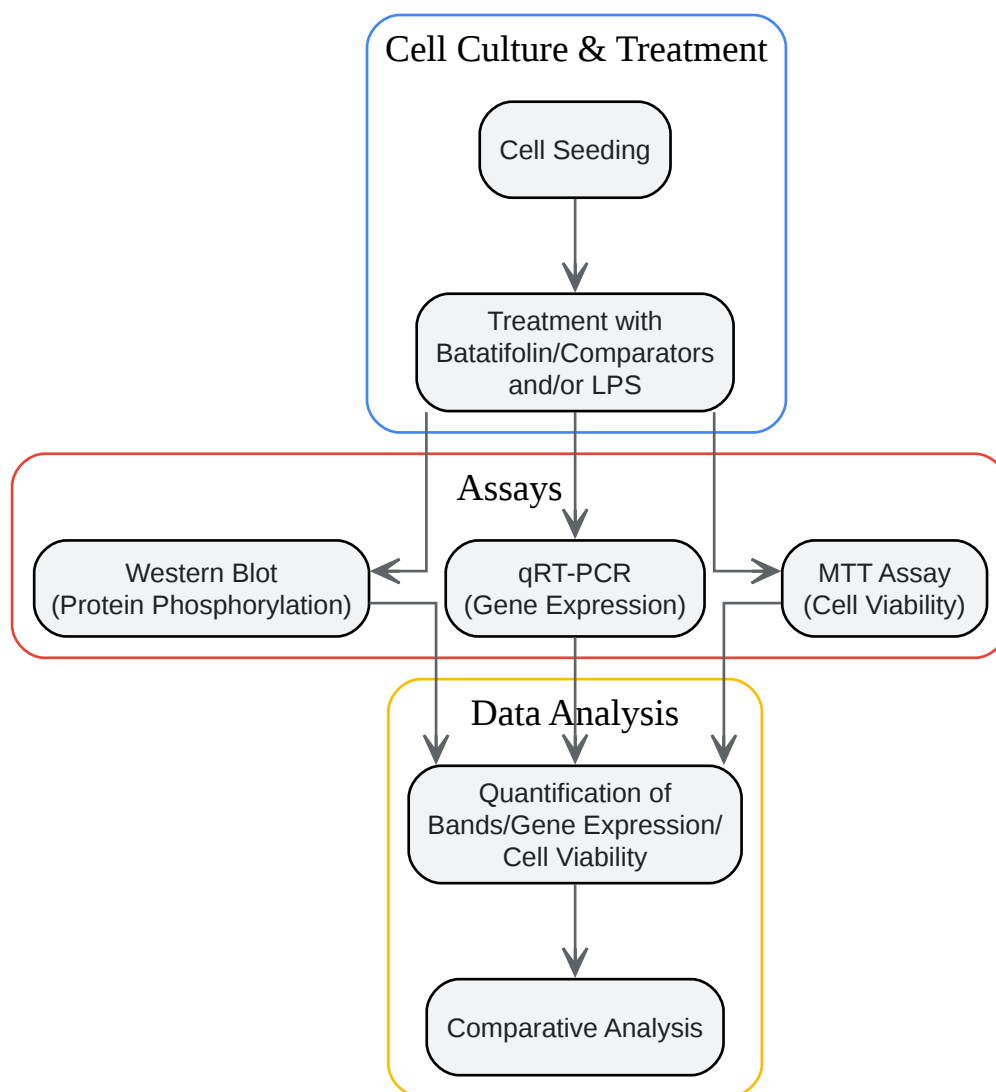 Cell Culture & Treatment
Cell Seeding
Treatment with
Batatifolin/Comparators
and/or LPS
Assays
Western Blot
(Protein Phosphorylation)
qRT-PCR
(Gene Expression)
MTT Assay
(Cell Viability)
Data Analysis
Quantification of
Bands/Gene Expression/
Cell Viability
Comparative Analysis